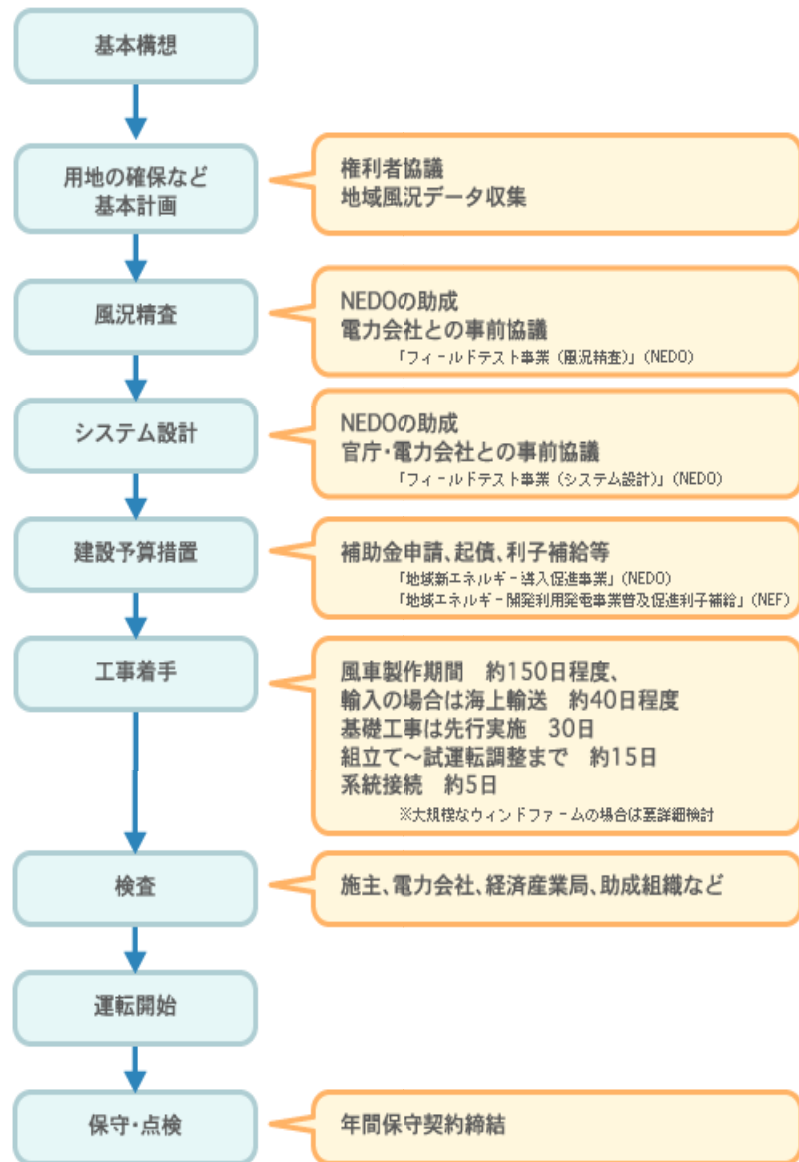 基本構想
用地の確保など
基本計画
権利者協議
地域風況データ収集
風況精査
NEDOの助成
電力会社との事前協議
「フィールドテスト事業（風況精査）」（NEDO）
システム設計
NEDOの助成
官庁・電力会社との事前協議
「フィールドテスト事業（システム設計）」（NEDO）
建設予算措置
補助金申請、起債、利子補給等
「地域新エネルギー導入促進事業」（NEDO）
「地域エネルギー開発利用発電事業普及促進利子補給」（NEF）
工事着手
風車製作期間　約150日程度、
輸入の場合は海上輸送　約40日程度
基礎工事は先行実施　30日
組立て～試運転調整まで　約15日
系統接続　約5日
※大規模なウィンドファームの場合は要詳細検討
検査
施主、電力会社、経済産業局、助成組織など
運転開始
保守・点検
年間保守契約締結